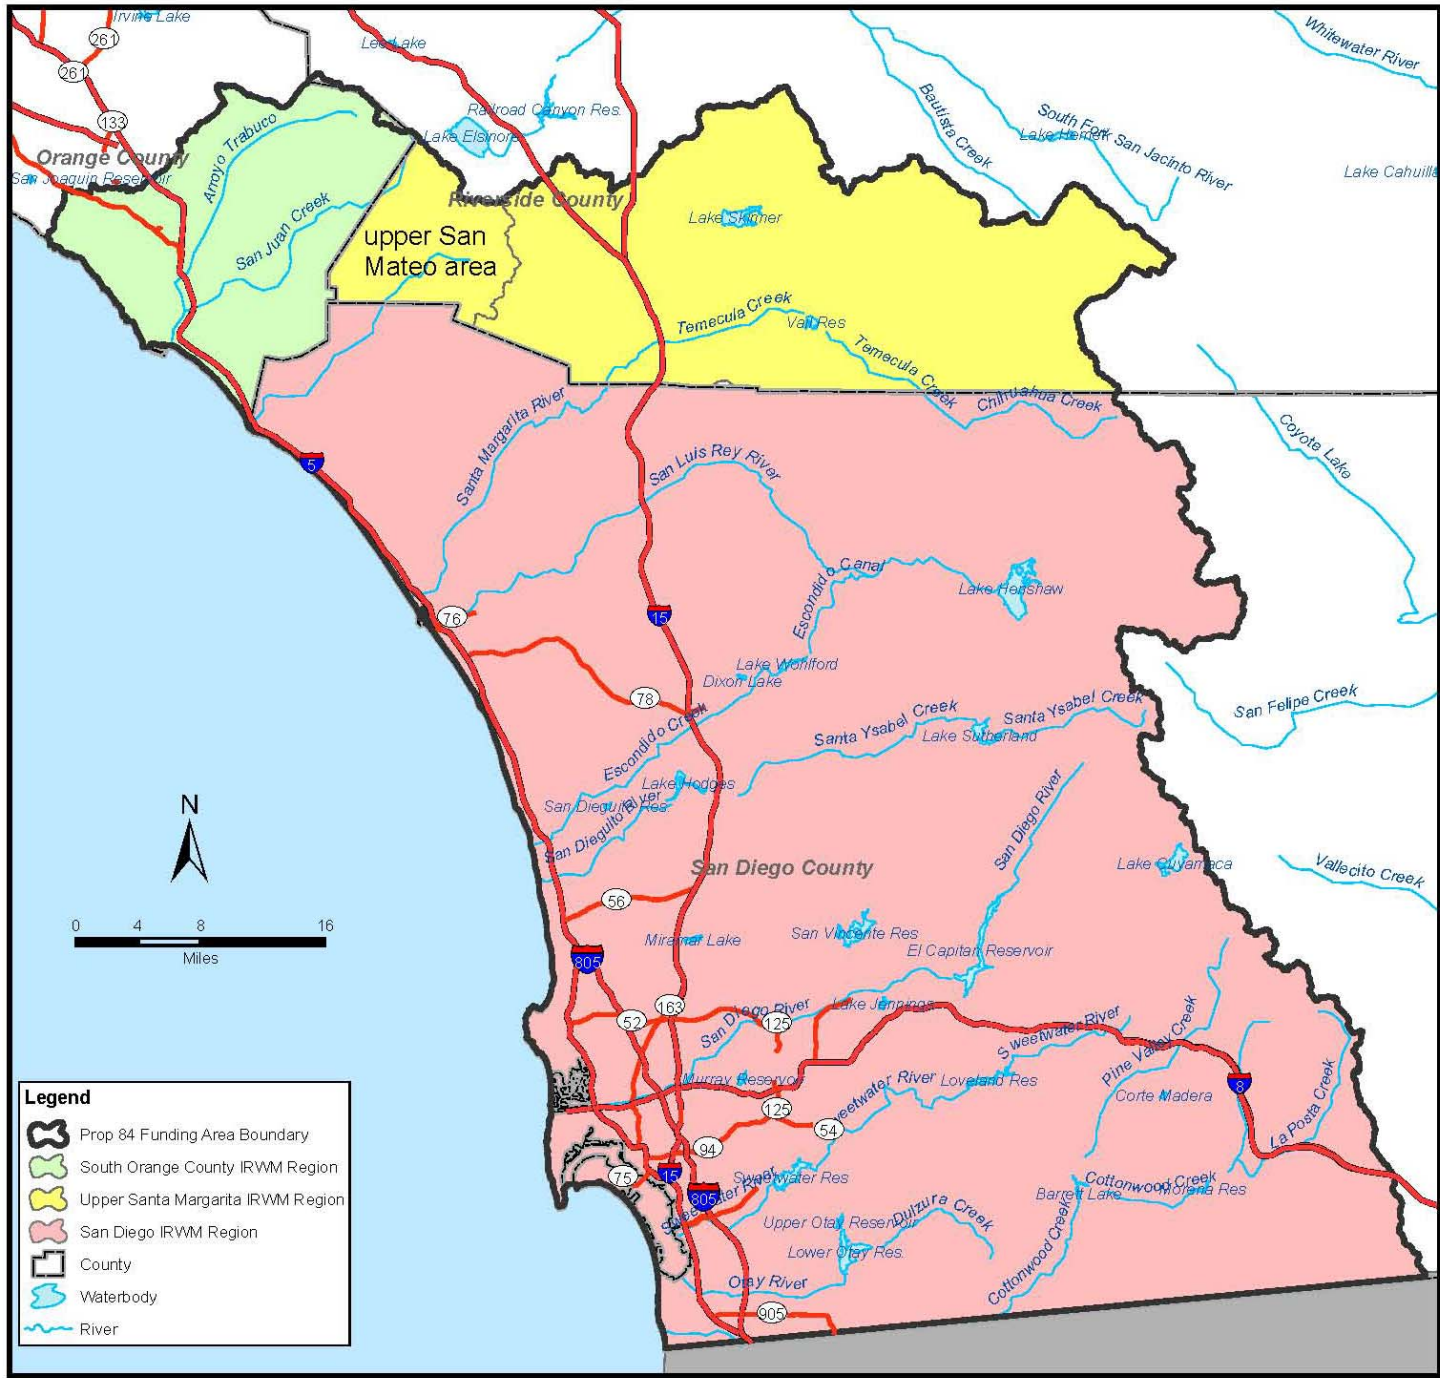 Irvine Lake
261
261
133
Lee Lake
Whitewater River
Railroad Canyon Res.
Lake Elsinore
Bautista Creek
South Fork San Jacinto River
Lake Hemet
Lake Cahuilla
Orange County
San Joaquin Reservoir
Arroyo Trabuco
San Juan Creek
Riverside County
upper San
Mateo area
Lake Skinner
Temecula Creek
Vail Res
Temecula Creek
Chihuahua Creek
Coyote Lake
5
Santa Margarita River
San Luis Rey River
Escondido Canal
Lake Henshaw
76
15
Lake Wohlford
Dixon Lake
78
San Felipe Creek
Escondido Creek
Santa Ysabel Creek
Santa Ysabel Creek
Lake Sutherland
Lake Hodges
San Dieguito Res.
San Dieguito River
San Diego River
N
San Diego County
Lake Cuyamaca
Vallecito Creek
56
0 4 8 16
Miles
Miramar Lake
San Vincente Res
El Capitan Reservoir
805
163
52
San Diego River
125
Lake Jennings
Sweetwater River
Pine Valley Creek
8
Murray Reservoir
Sweetwater River
Loveland Res
Corte Madera
La Posta Creek
125
54
94
75
15
805
Sweetwater Res
Sweetwater River
Cottonwood Creek
Barrett Lake
Morena Res
Upper Otay Reservoir
Dulzura Creek
Lower Otay Res.
Cottonwood Creek
Otay River
905
Legend
Prop 84 Funding Area Boundary
South Orange County IRWM Region
Upper Santa Margarita IRWM Region
San Diego IRWM Region
County
Waterbody
River